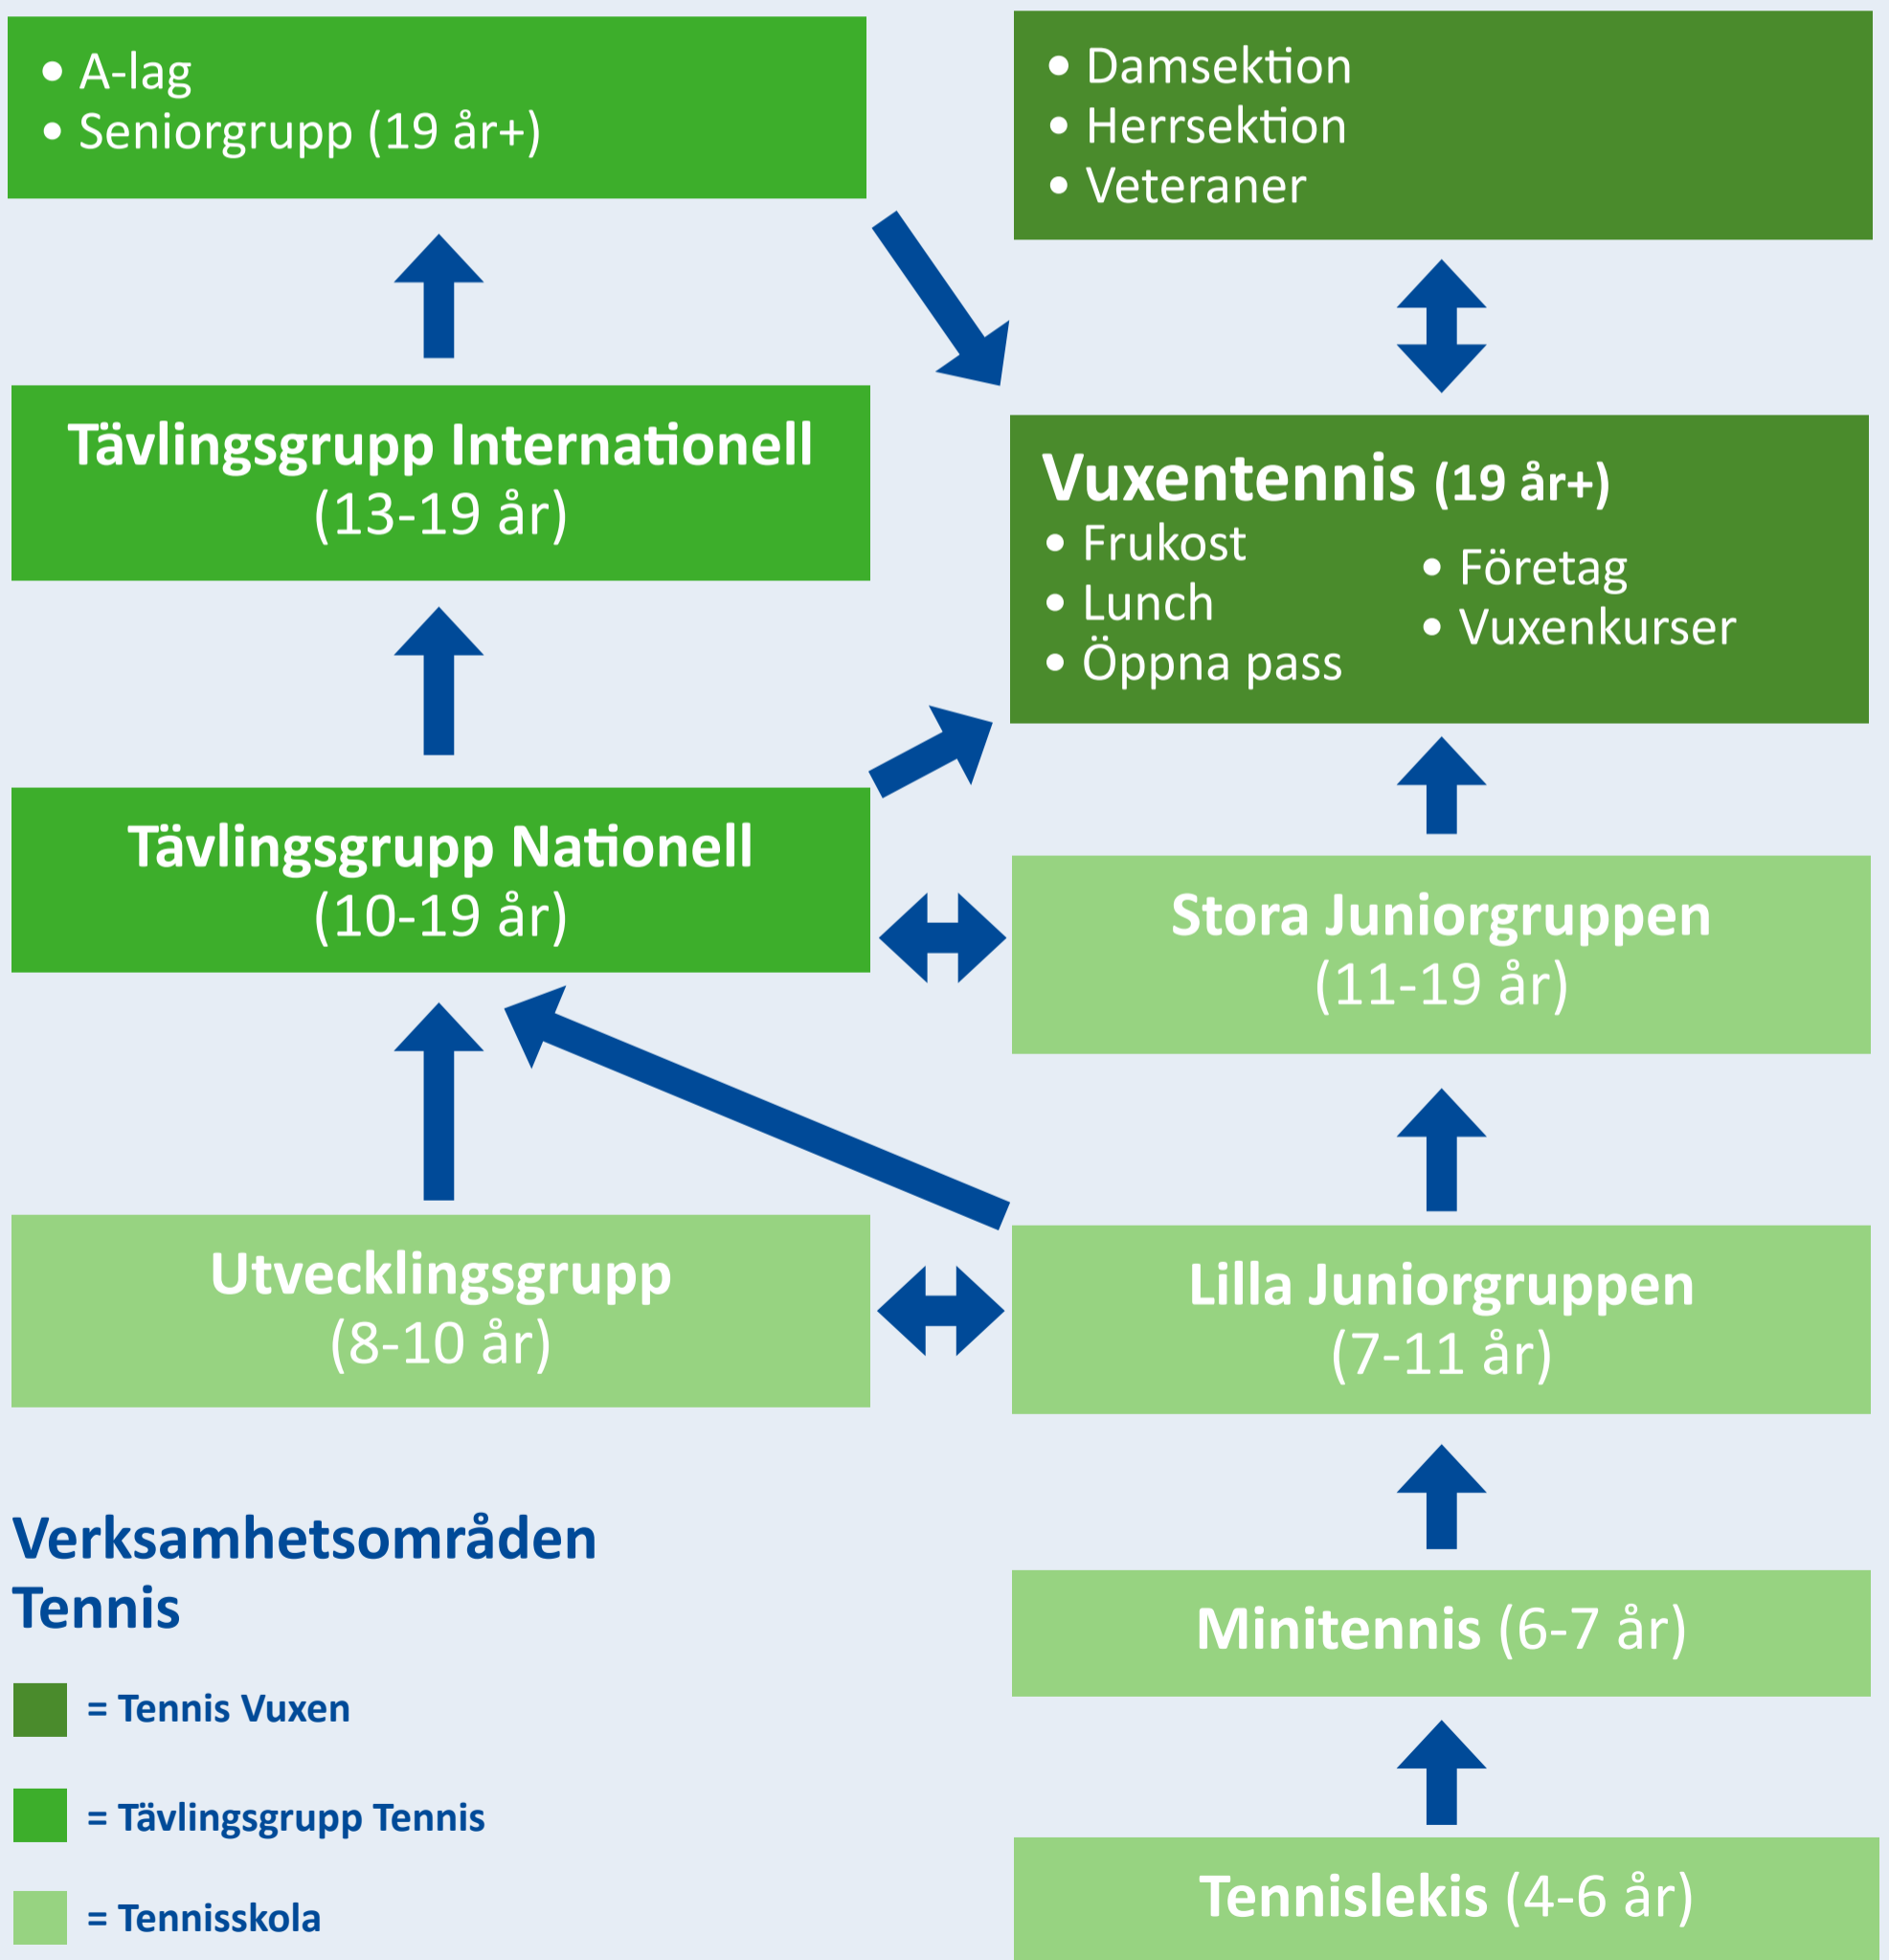 • A-lag
• Seniorgrupp (19 år+)
• Damsektion
• Herrsektion
• Veteraner
Tävlingsgrupp Internationell
(13-19 år)
Vuxentennis (19 år+)
• Frukost
• Lunch
• Öppna pass
• Företag
• Vuxenkurser
Tävlingsgrupp Nationell
(10-19 år)
Stora Juniorgruppen
(11-19 år)
Utvecklingsgrupp
(8-10 år)
Lilla Juniorgruppen
(7-11 år)
Minitennis (6-7 år)
Tennislekis (4-6 år)
Verksamhetsområden
Tennis
= Tennis Vuxen
= Tävlingsgrupp Tennis
= Tennisskola